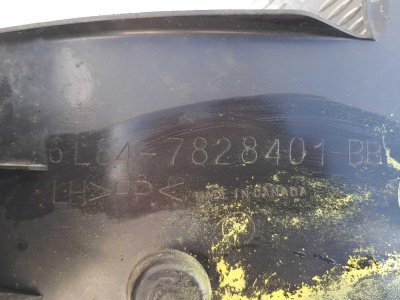 6L84-7828401-BB
LH >PP< MADE IN CANADA